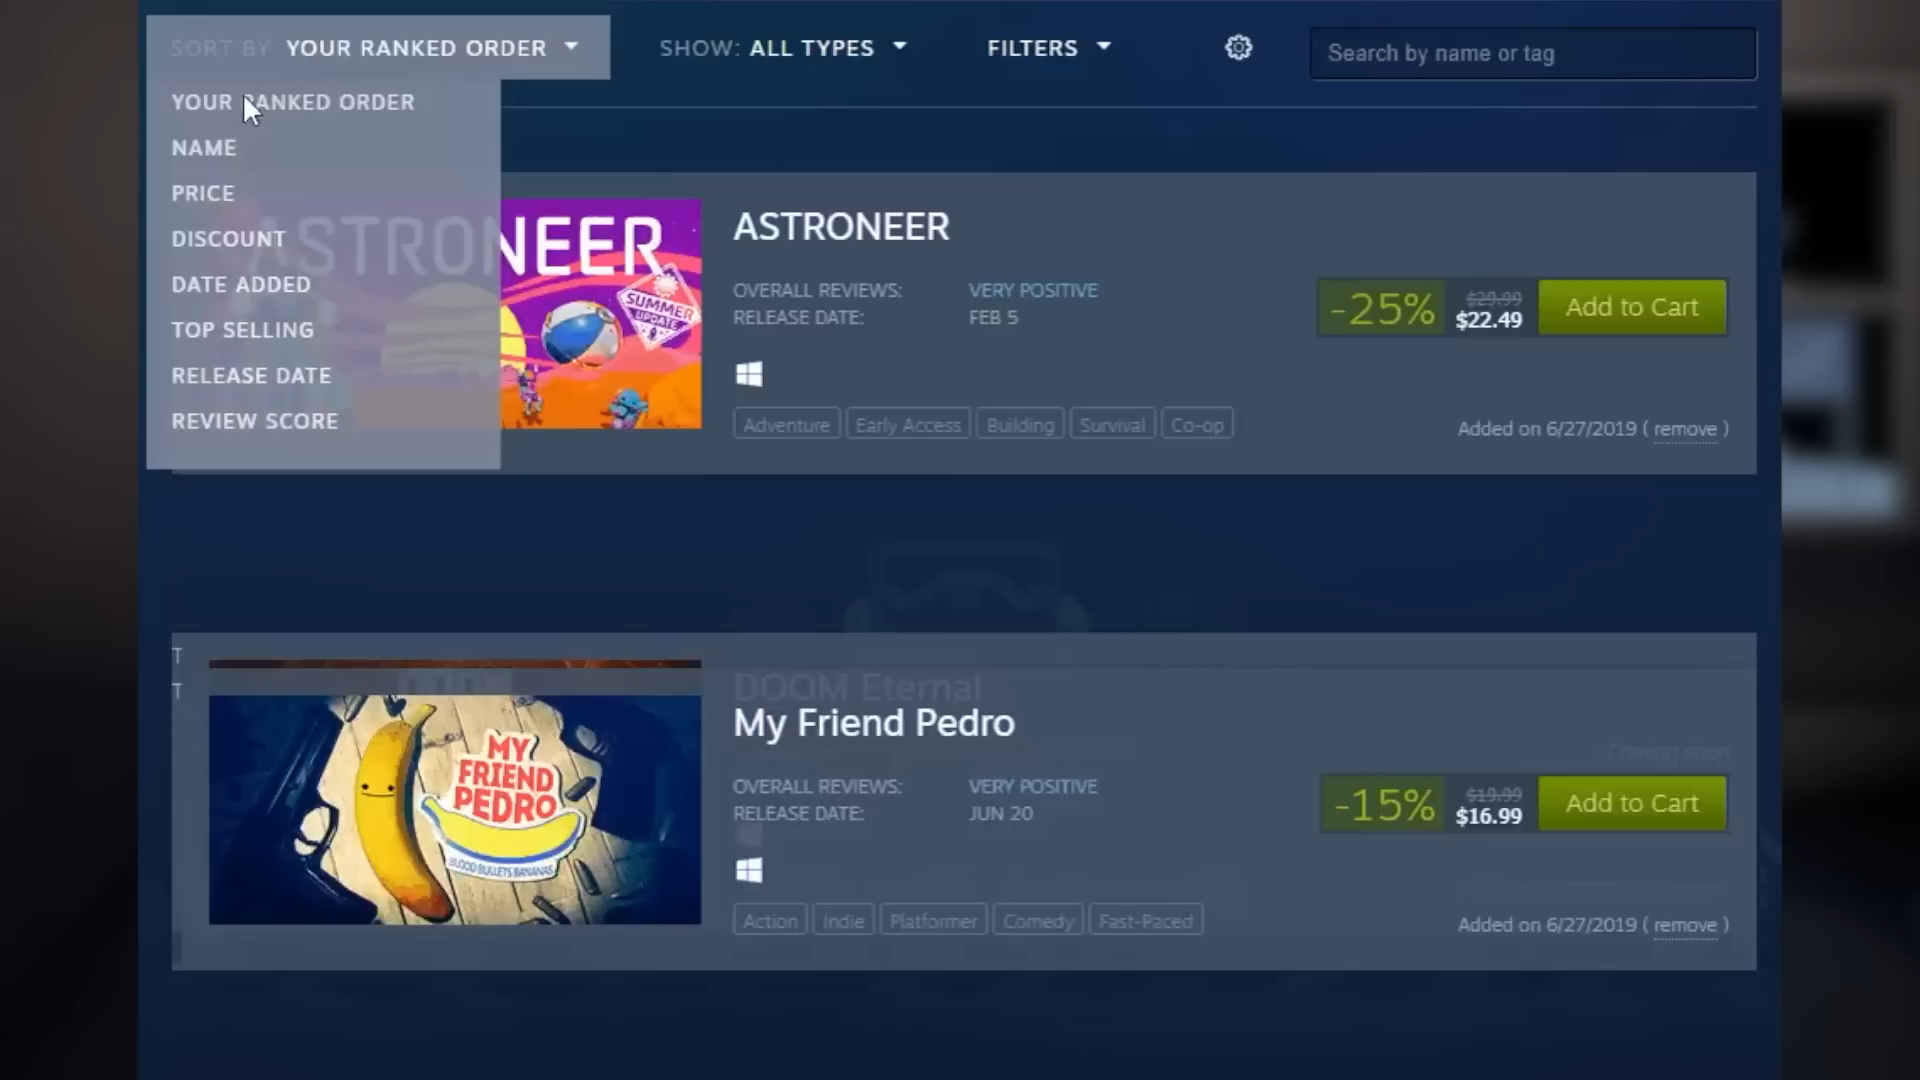 SORT BY YOUR RANKED ORDER
SHOW: ALL TYPES
FILTERS
Search by name or tag
YOUR RANKED ORDER
NAME
PRICE
DISCOUNT
DATE ADDED
TOP SELLING
RELEASE DATE
REVIEW SCORE
ASTRONEER
SUMMER
UPDATE
ASTRONEER
OVERALL REVIEWS: VERY POSITIVE
RELEASE DATE: FEB 5
-25% $29.99 $22.49 Add to Cart
Adventure Early Access Building Survival Co-op
Added on 6/27/2019 ( remove )
T
T
DOOM Eternal
Coming soon
MY
FRIEND
PEDRO
BLOOD BULLETS BANANAS
My Friend Pedro
OVERALL REVIEWS: VERY POSITIVE
RELEASE DATE: JUN 20
-15% $19.99 $16.99 Add to Cart
Action Indie Platformer Comedy Fast-Paced
Added on 6/27/2019 ( remove )